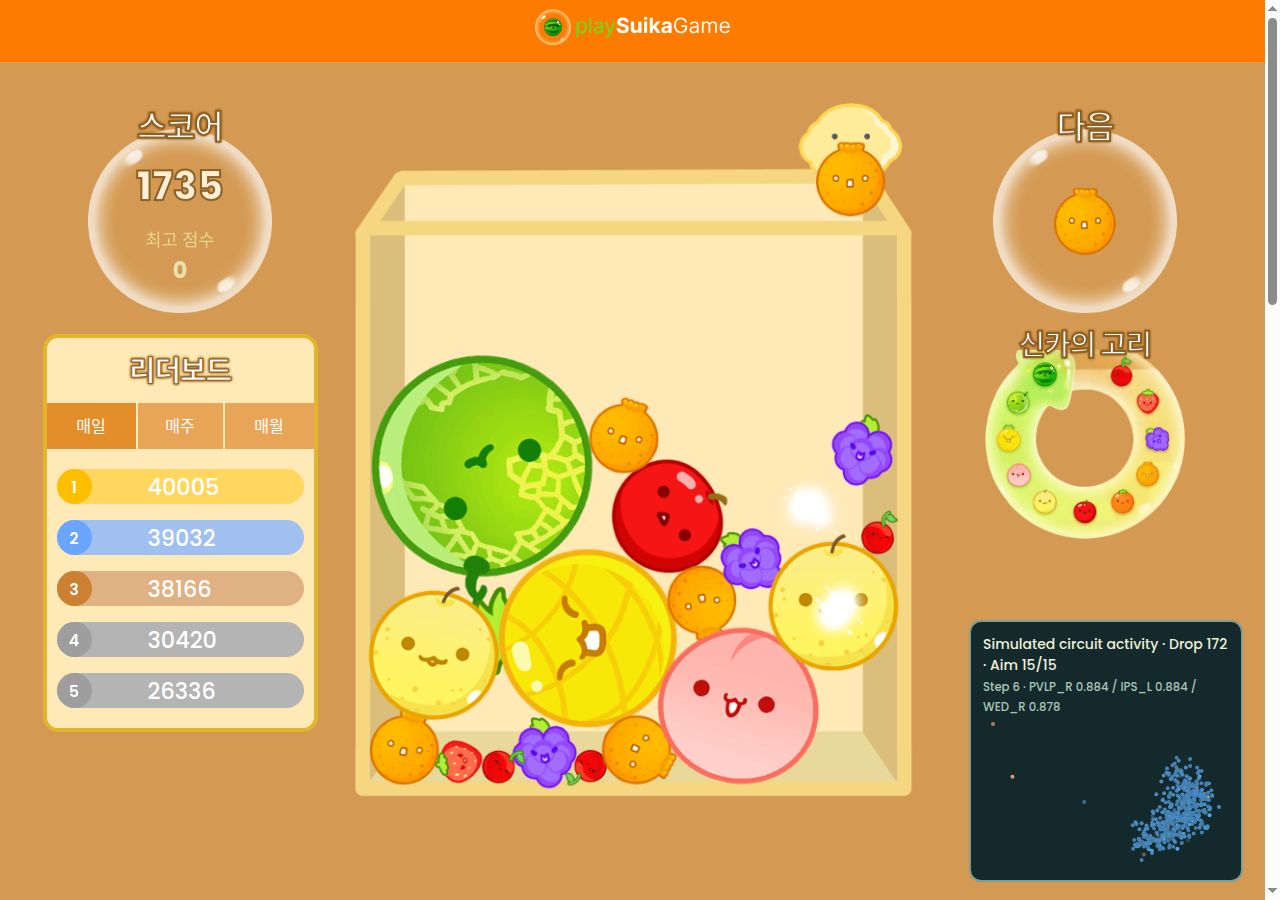 playSuikaGame
스코어
1735
최고 점수
0
리더보드
매일 매주 매월
1 40005
2 39032
3 38166
4 30420
5 26336
다음
신카의 고리
Simulated circuit activity · Drop 172
· Aim 15/15
Step 6 · PVLP_R 0.884 / IPS_L 0.884 /
WED_R 0.878